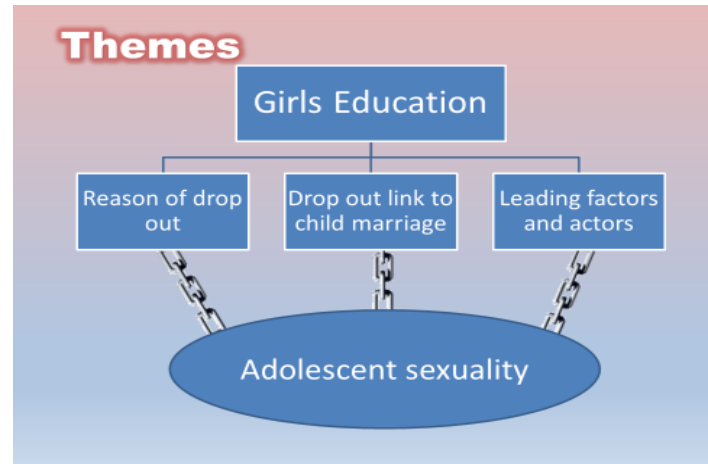 Themes
Girls Education
Reason of drop
out
Drop out link to
child marriage
Leading factors
and actors
Adolescent sexuality